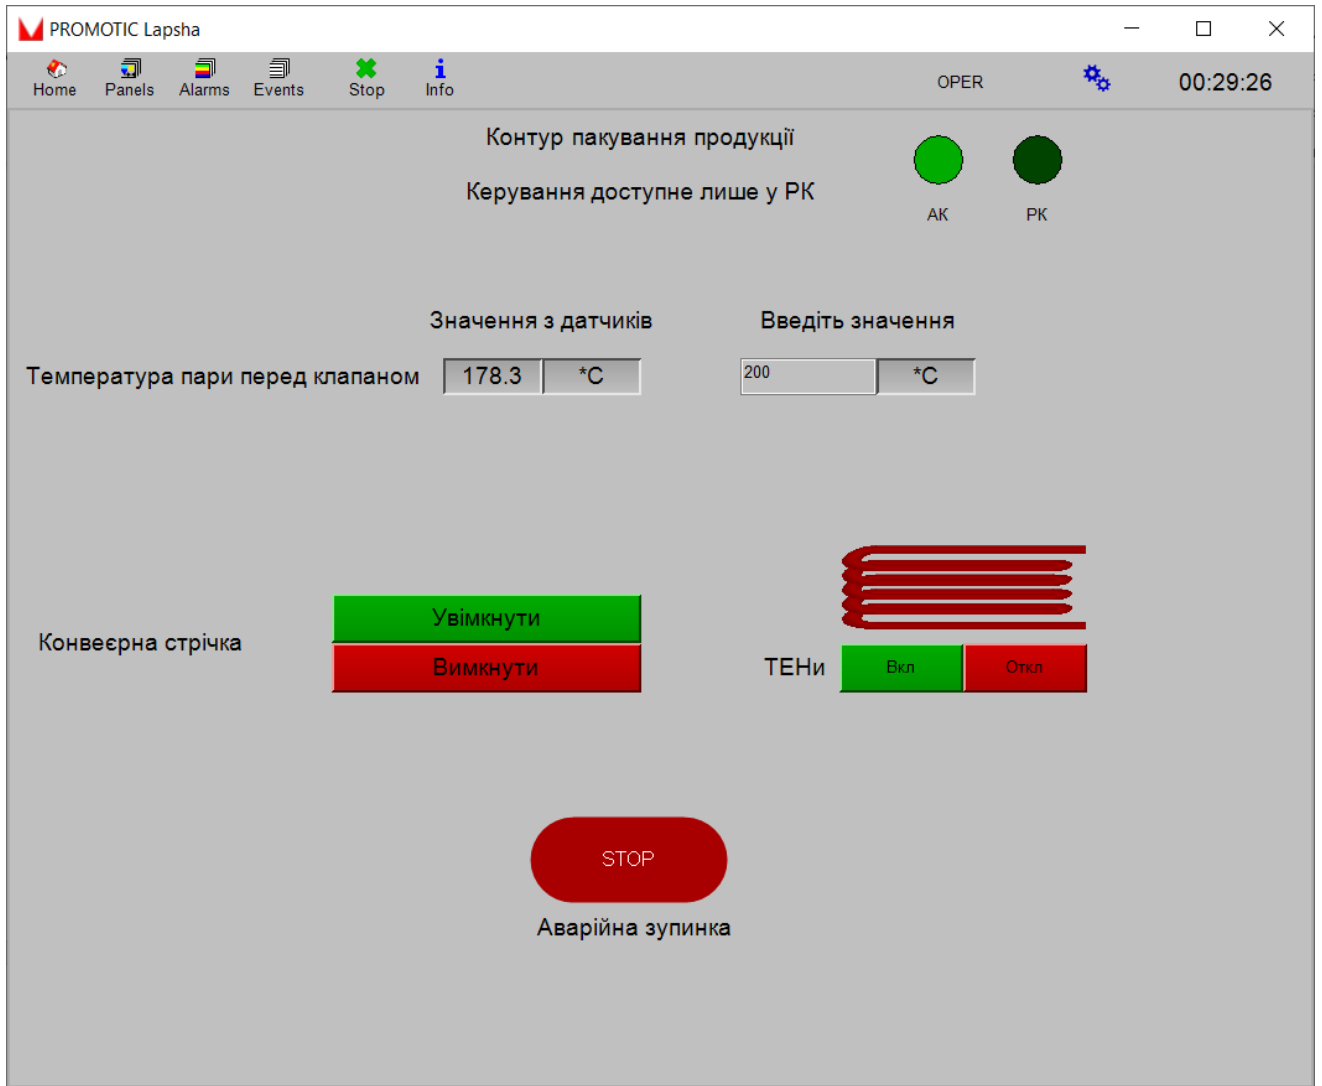 PROMOTIC Lapsha
Home Panels Alarms Events Stop Info OPER 00:29:26
Контур пакування продукції
Керування доступне лише у РК
АК РК
Значення з датчиків Введіть значення
Температура пари перед клапаном 178.3 *C 200 *C
Увімкнути
Конвеєрна стрічка
Вимкнути
ТЕНи Вкл Откл
STOP
Аварійна зупинка